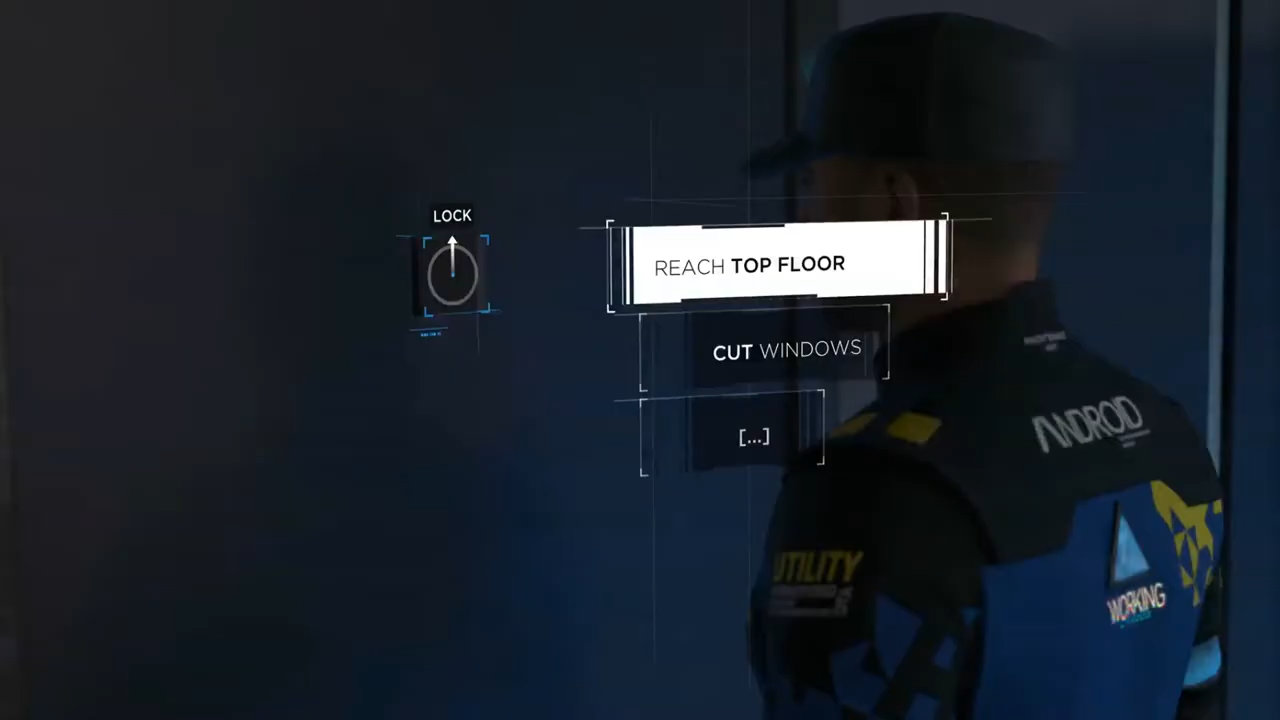 LOCK
REACH TOP FLOOR
CUT WINDOWS
[...]
ANDROID
UTILITY
WORKING